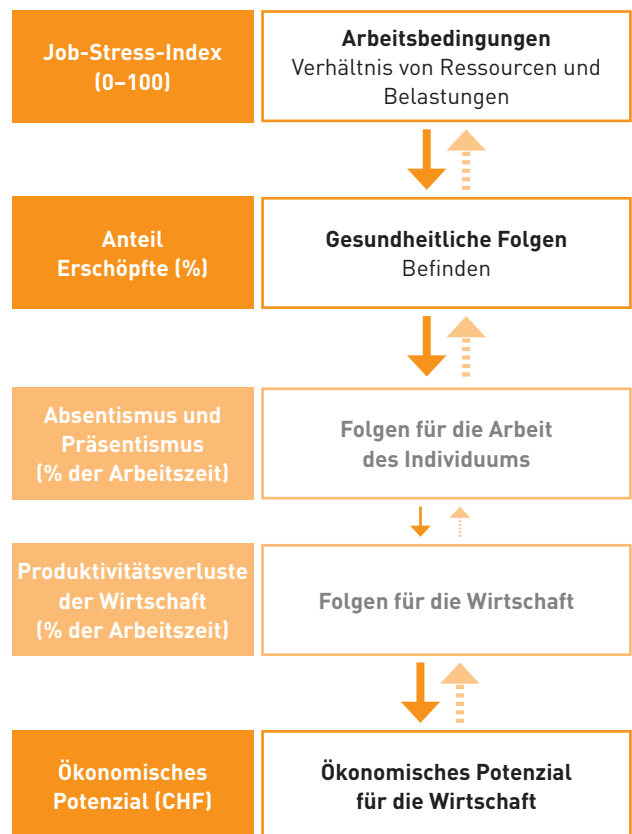 Job-Stress-Index
(0–100)
Arbeitsbedingungen
Verhältnis von Ressourcen und
Belastungen
Anteil
Erschöpfte (%)
Gesundheitliche Folgen
Befinden
Absentismus und
Präsentismus
(% der Arbeitszeit)
Folgen für die Arbeit
des Individuums
Produktivitätsverluste
der Wirtschaft
(% der Arbeitszeit)
Folgen für die Wirtschaft
Ökonomisches
Potenzial (CHF)
Ökonomisches Potenzial
für die Wirtschaft